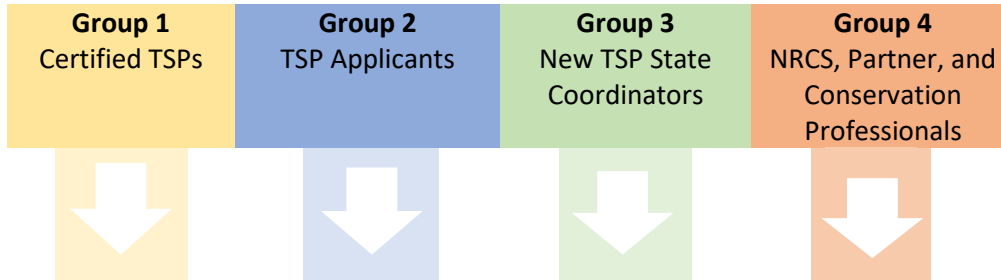 Group 1
Certified TSPs
Group 2
TSP Applicants
Group 3
New TSP State
Coordinators
Group 4
NRCS, Partner, and
Conservation
Professionals